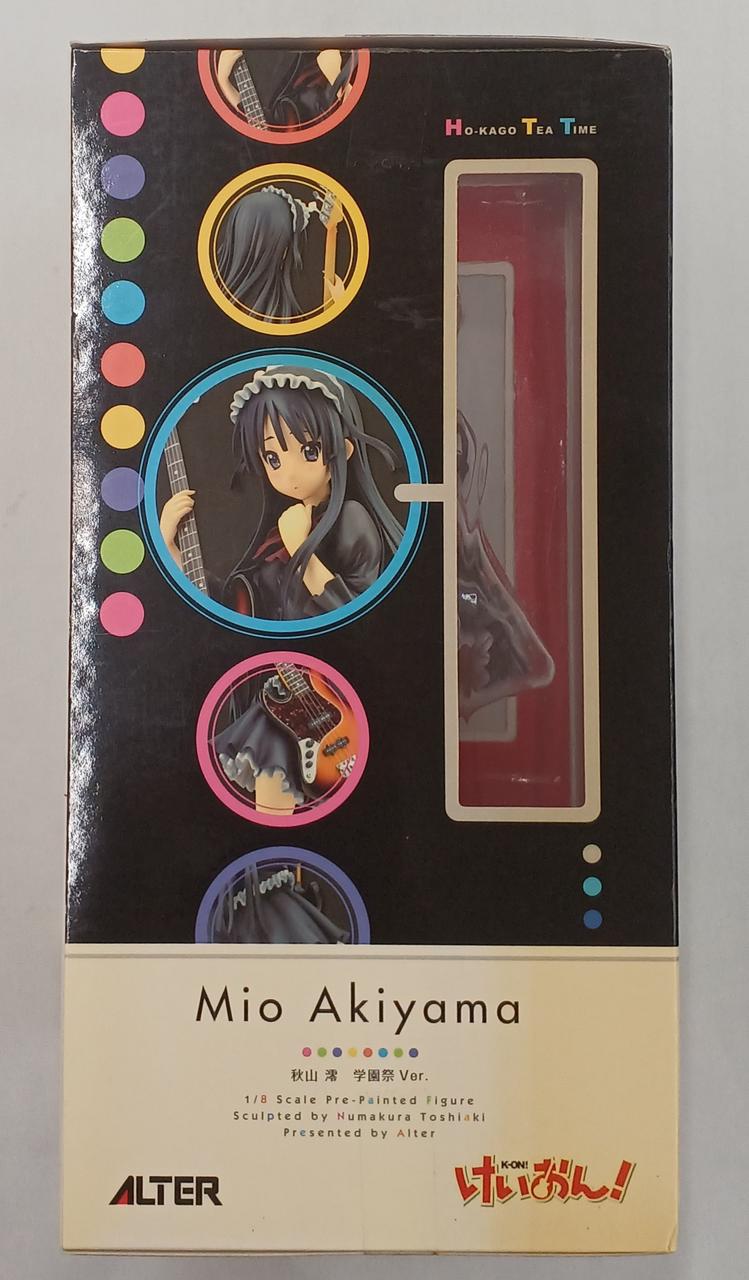 HO-KAGO TEA TIME
Mio Akiyama
秋山 澪　学園祭 Ver.
1/8 Scale Pre-Painted Figure
Sculpted by Numakura Toshiaki
Presented by Alter
ALTER
K-ON!
けいおん!